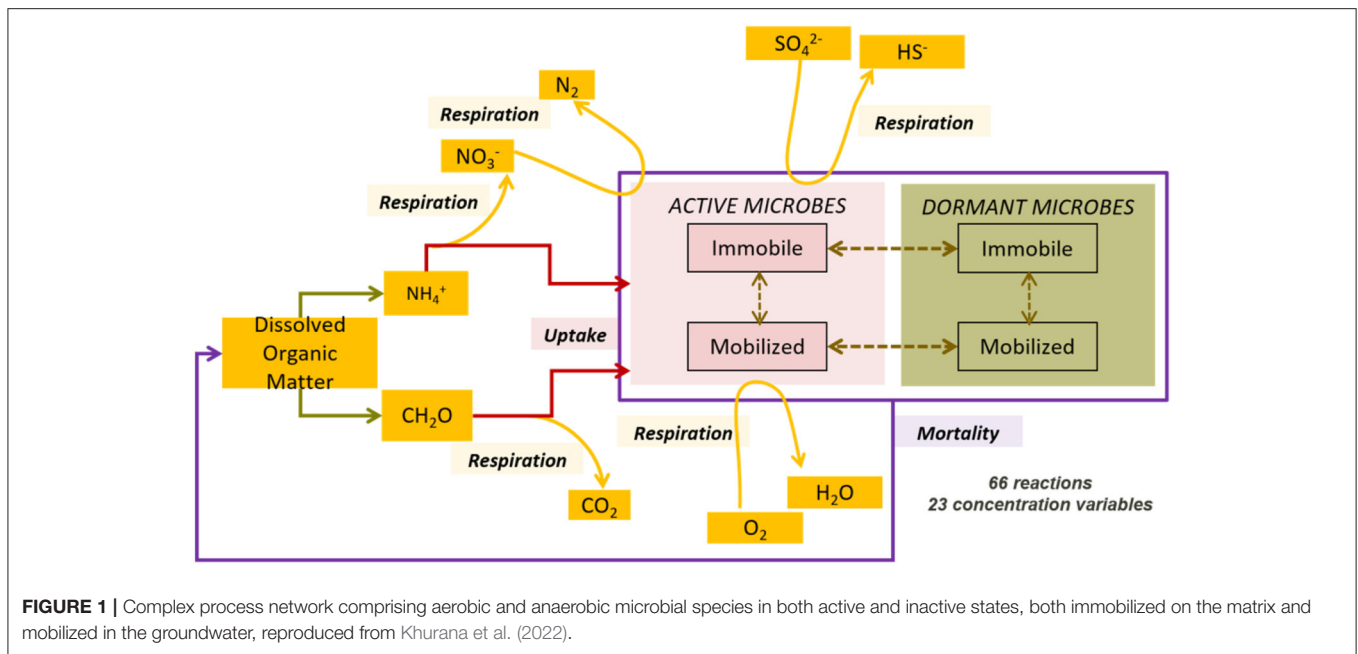 SO₄²⁻
HS⁻
N₂
Respiration
Respiration
NO₃⁻
Respiration
ACTIVE MICROBES
DORMANT MICROBES
Immobile
Immobile
NH₄⁺
Dissolved
Organic
Matter
Uptake
Mobilized
Mobilized
CH₂O
Respiration
Mortality
Respiration
66 reactions
23 concentration variables
H₂O
CO₂
O₂
FIGURE 1 | Complex process network comprising aerobic and anaerobic microbial species in both active and inactive states, both immobilized on the matrix and
mobilized in the groundwater, reproduced from Khurana et al. (2022).